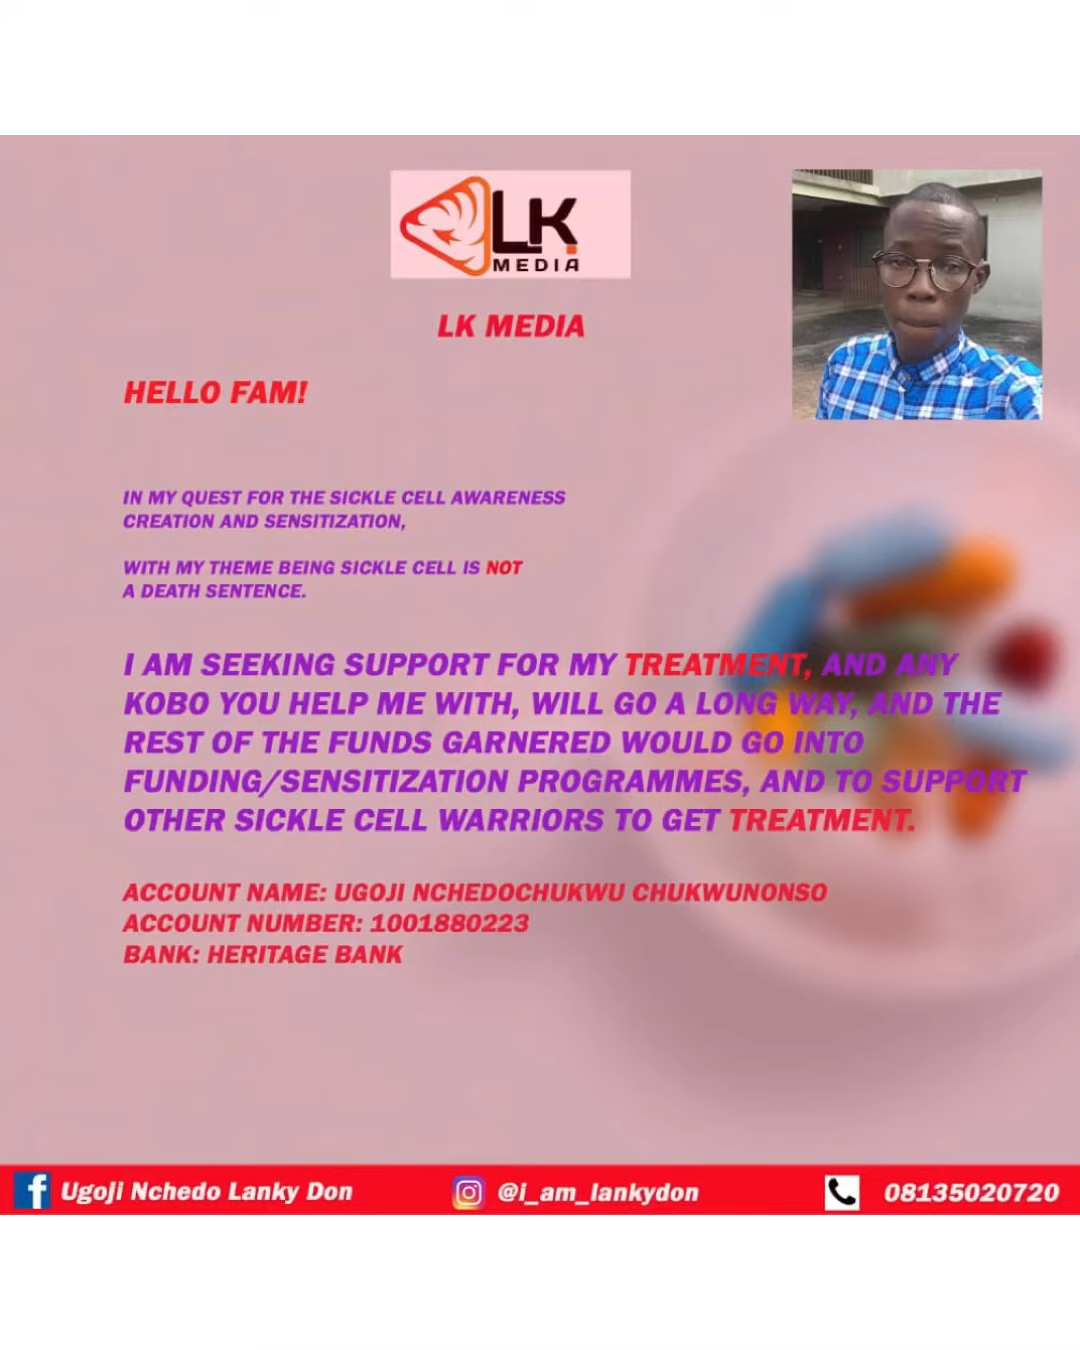 LK
MEDIA
LK MEDIA
HELLO FAM!
IN MY QUEST FOR THE SICKLE CELL AWARENESS
CREATION AND SENSITIZATION,
WITH MY THEME BEING SICKLE CELL IS NOT
A DEATH SENTENCE.
I AM SEEKING SUPPORT FOR MY TREATMENT, AND ANY
KOBO YOU HELP ME WITH, WILL GO A LONG WAY, AND THE
REST OF THE FUNDS GARNERED WOULD GO INTO
FUNDING/SENSITIZATION PROGRAMMES, AND TO SUPPORT
OTHER SICKLE CELL WARRIORS TO GET TREATMENT.
ACCOUNT NAME: UGOJI NCHEDOCHUKWU CHUKWUNONSO
ACCOUNT NUMBER: 1001880223
BANK: HERITAGE BANK
Ugoji Nchedo Lanky Don @i_am_lankydon 08135020720